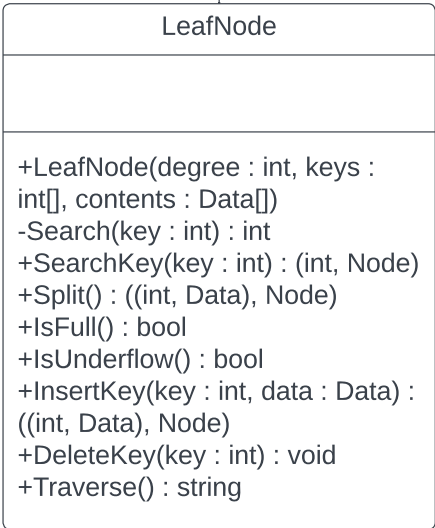 LeafNode
+LeafNode(degree : int, keys :
int[], contents : Data[])
-Search(key : int) : int
+SearchKey(key : int) : (int, Node)
+Split() : ((int, Data), Node)
+IsFull() : bool
+IsUnderflow() : bool
+InsertKey(key : int, data : Data) :
((int, Data), Node)
+DeleteKey(key : int) : void
+Traverse() : string